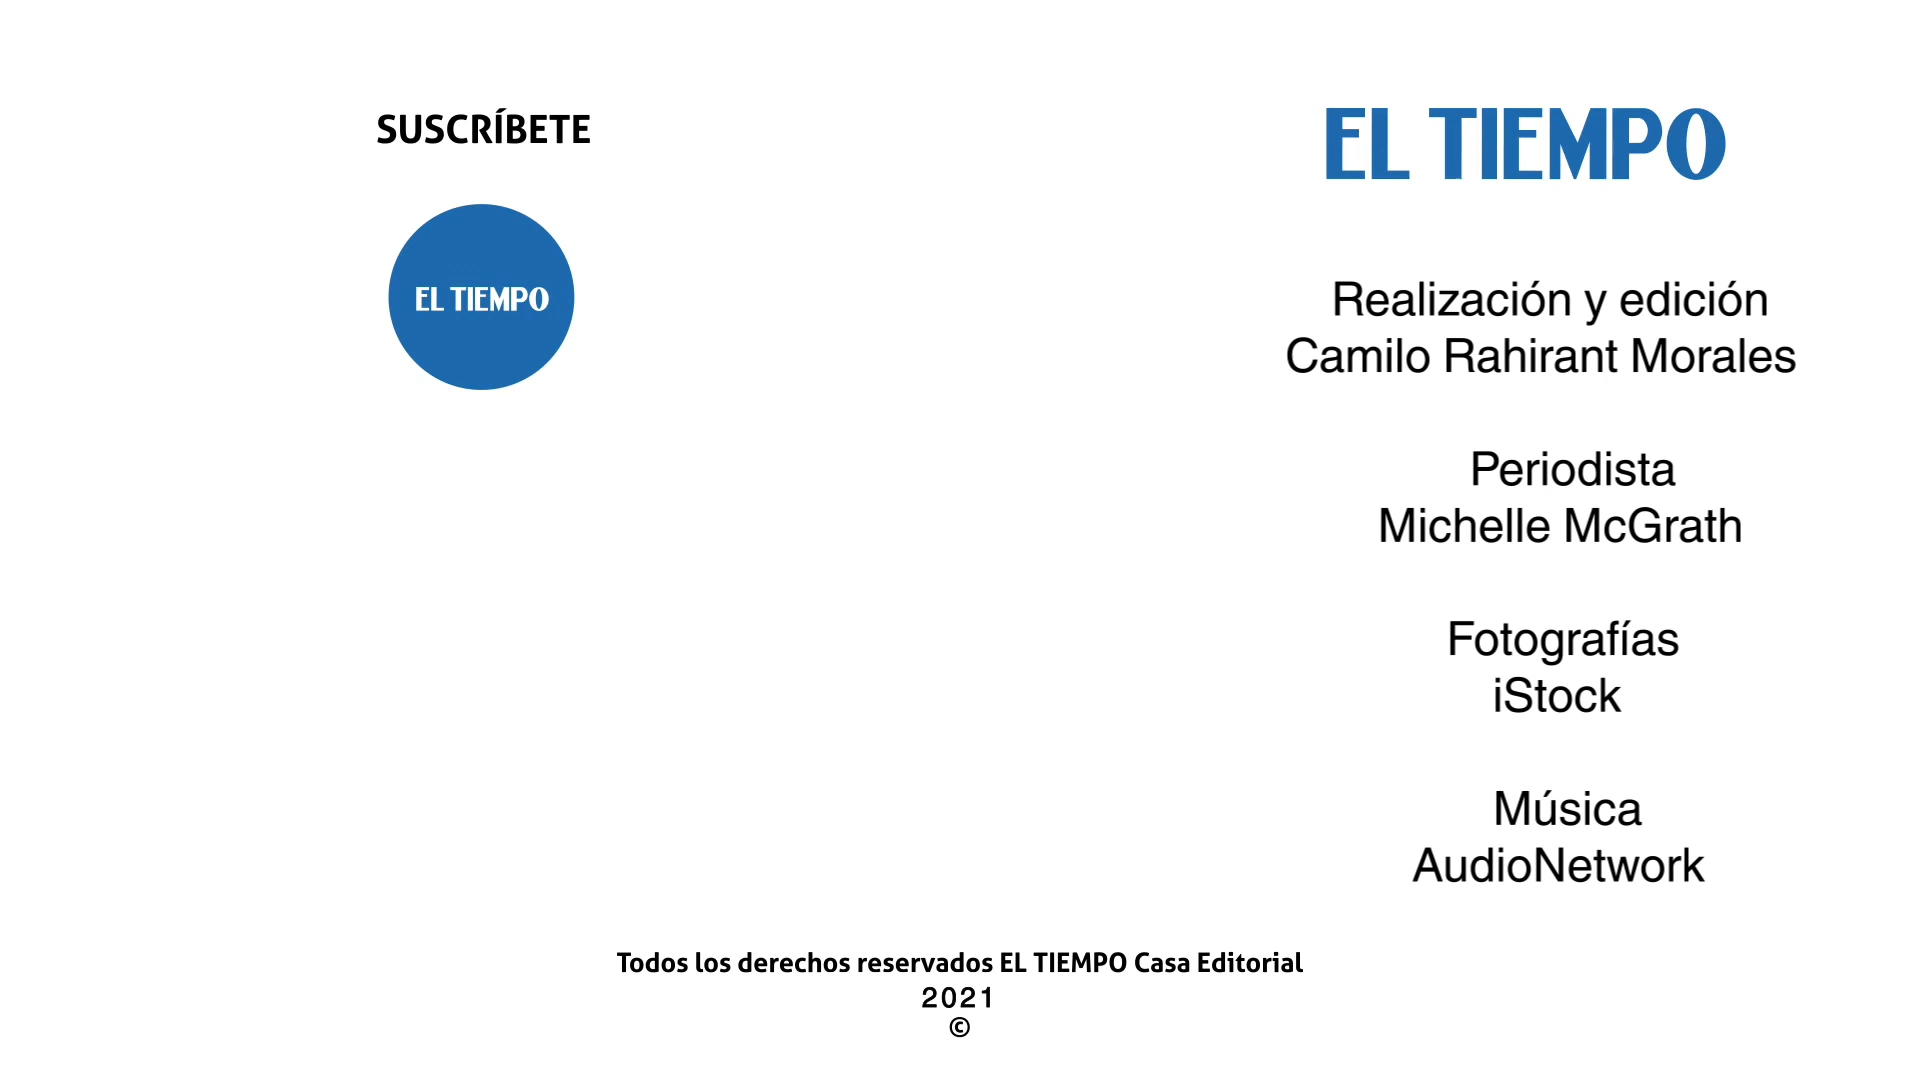 SUSCRÍBETE
EL TIEMPO
EL TIEMPO
Realización y edición
Camilo Rahirant Morales
Periodista
Michelle McGrath
Fotografías
iStock
Música
AudioNetwork
Todos los derechos reservados EL TIEMPO Casa Editorial
2021
©